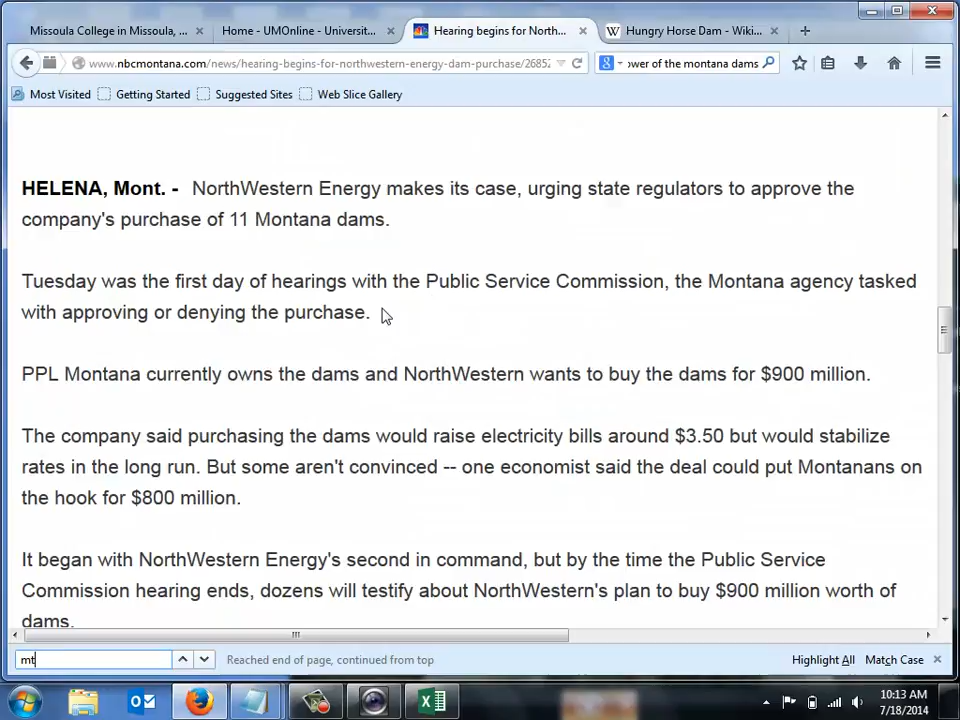 Missoula College in Missoula, ...
Home - UMOnline - Universit...
Hearing begins for North...
W Hungry Horse Dam - Wiki...
www.nbcmontana.com/news/hearing-begins-for-northwestern-energy-dam-purchase/2685
ower of the montana dams
Most Visited
Getting Started
Suggested Sites
Web Slice Gallery
HELENA, Mont. - NorthWestern Energy makes its case, urging state regulators to approve the
company's purchase of 11 Montana dams.
Tuesday was the first day of hearings with the Public Service Commission, the Montana agency tasked
with approving or denying the purchase.
PPL Montana currently owns the dams and NorthWestern wants to buy the dams for $900 million.
The company said purchasing the dams would raise electricity bills around $3.50 but would stabilize
rates in the long run. But some aren't convinced -- one economist said the deal could put Montanans on
the hook for $800 million.
It began with NorthWestern Energy's second in command, but by the time the Public Service
Commission hearing ends, dozens will testify about NorthWestern's plan to buy $900 million worth of
dams.
mt
Reached end of page, continued from top
Highlight All
Match Case
10:13 AM
7/18/2014